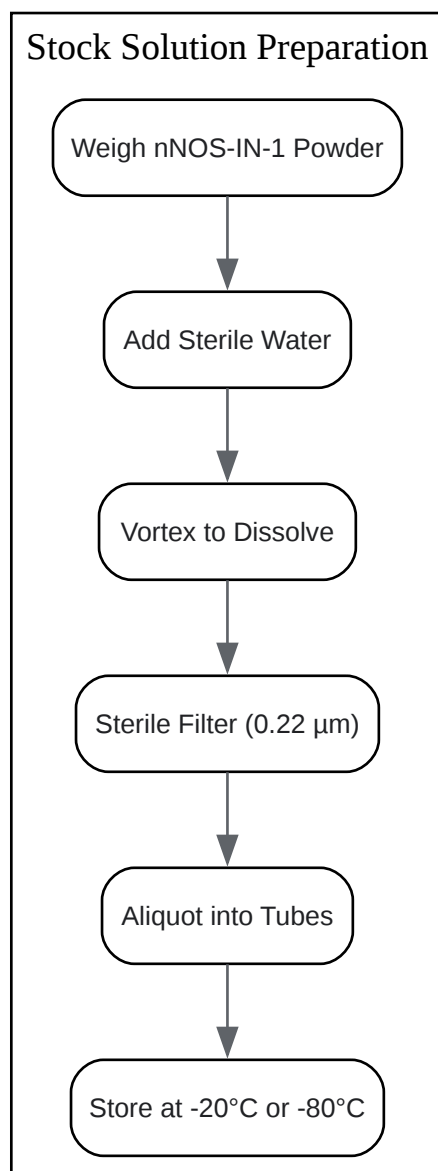 Stock Solution Preparation
Weigh nNOS-IN-1 Powder
Add Sterile Water
Vortex to Dissolve
Sterile Filter (0.22 µm)
Aliquot into Tubes
Store at -20°C or -80°C